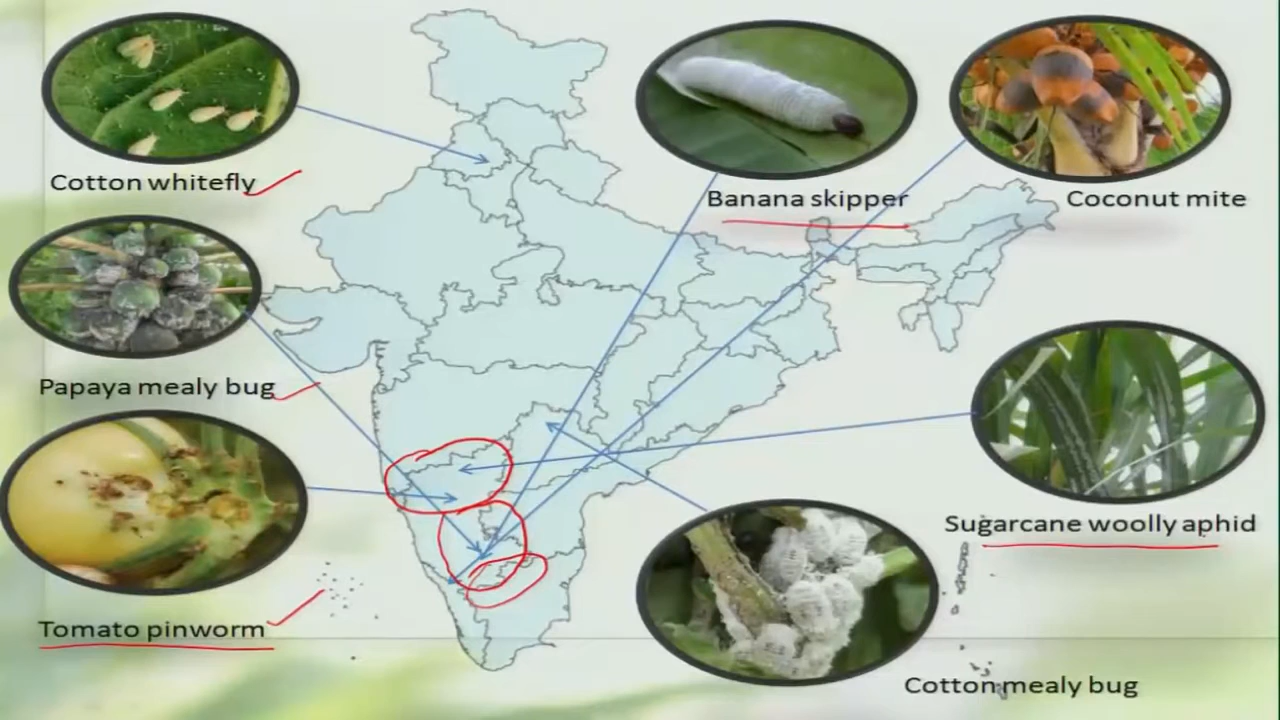 Cotton whitefly
Banana skipper
Coconut mite
Papaya mealy bug
Sugarcane woolly aphid
Tomato pinworm
Cotton mealy bug